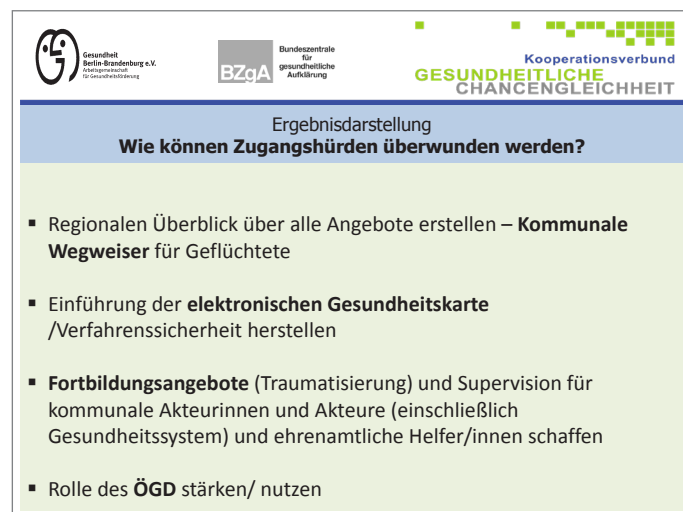 Gesundheit
Berlin-Brandenburg e.V.
Arbeitsgemeinschaft
für Gesundheitsförderung
BZgA
Bundeszentrale
für
gesundheitliche
Aufklärung
Kooperationsverbund
GESUNDHEITLICHE
CHANCENGLEICHHEIT
Ergebnisdarstellung
Wie können Zugangshürden überwunden werden?
▪ Regionalen Überblick über alle Angebote erstellen – Kommunale
Wegweiser für Geflüchtete
▪ Einführung der elektronischen Gesundheitskarte
/Verfahrenssicherheit herstellen
▪ Fortbildungsangebote (Traumatisierung) und Supervision für
kommunale Akteurinnen und Akteure (einschließlich
Gesundheitssystem) und ehrenamtliche Helfer/innen schaffen
▪ Rolle des ÖGD stärken/ nutzen